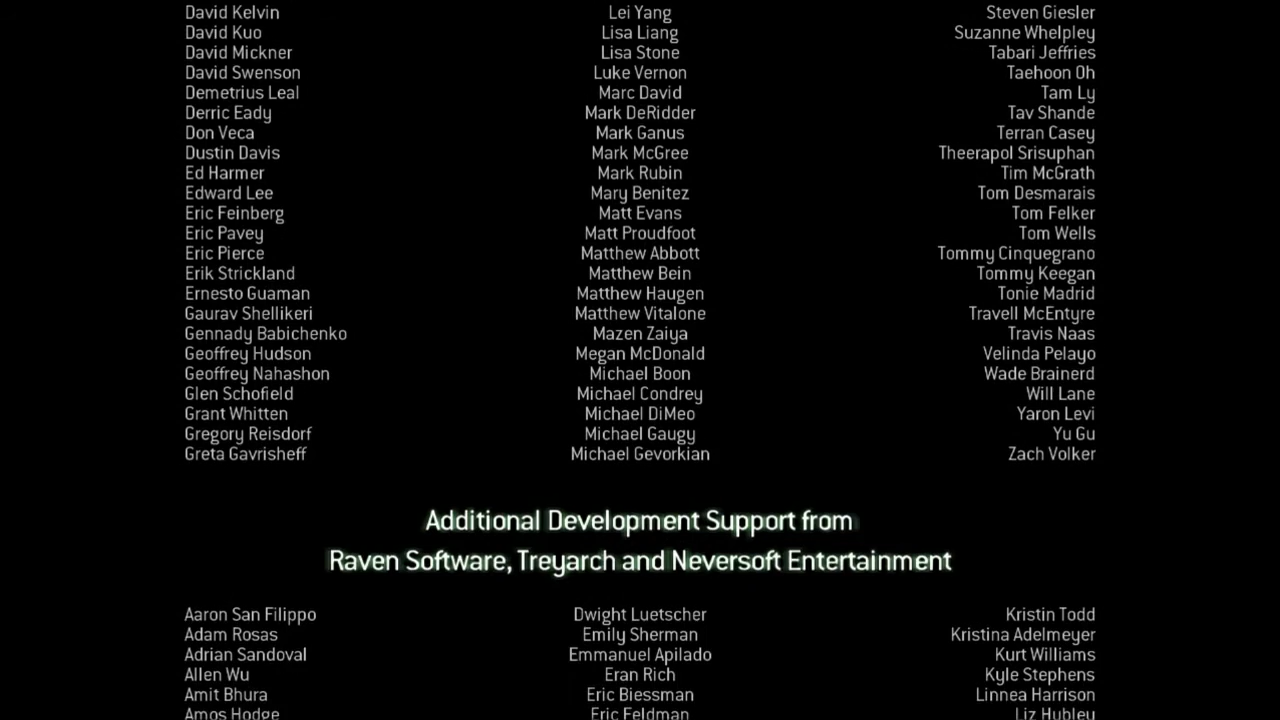 David Kelvin Lei Yang Steven Giesler
David Kuo Lisa Liang Suzanne Whelpley
David Mickner Lisa Stone Tabari Jeffries
David Swenson Luke Vernon Taehoon Oh
Demetrius Leal Marc David Tam Ly
Derric Eady Mark DeRidder Tav Shande
Don Veca Mark Ganus Terran Casey
Dustin Davis Mark McGree Theerapol Srisuphan
Ed Harmer Mark Rubin Tim McGrath
Edward Lee Mary Benitez Tom Desmarais
Eric Feinberg Matt Evans Tom Felker
Eric Pavey Matt Proudfoot Tom Wells
Eric Pierce Matthew Abbott Tommy Cinquegrano
Erik Strickland Matthew Bein Tommy Keegan
Ernesto Guaman Matthew Haugen Tonie Madrid
Gaurav Shellikeri Matthew Vitalone Travell McEntyre
Gennady Babichenko Mazen Zaiya Travis Naas
Geoffrey Hudson Megan McDonald Velinda Pelayo
Geoffrey Nahashon Michael Boon Wade Brainerd
Glen Schofield Michael Condrey Will Lane
Grant Whitten Michael DiMeo Yaron Levi
Gregory Reisdorf Michael Gaugy Yu Gu
Greta Gavrisheff Michael Gevorkian Zach Volker
Additional Development Support from
Raven Software, Treyarch and Neversoft Entertainment
Aaron San Filippo Dwight Luetscher Kristin Todd
Adam Rosas Emily Sherman Kristina Adelmeyer
Adrian Sandoval Emmanuel Apilado Kurt Williams
Allen Wu Eran Rich Kyle Stephens
Amit Bhura Eric Biessman Linnea Harrison
Amos Hodge Eric Feldman Liz Hubley